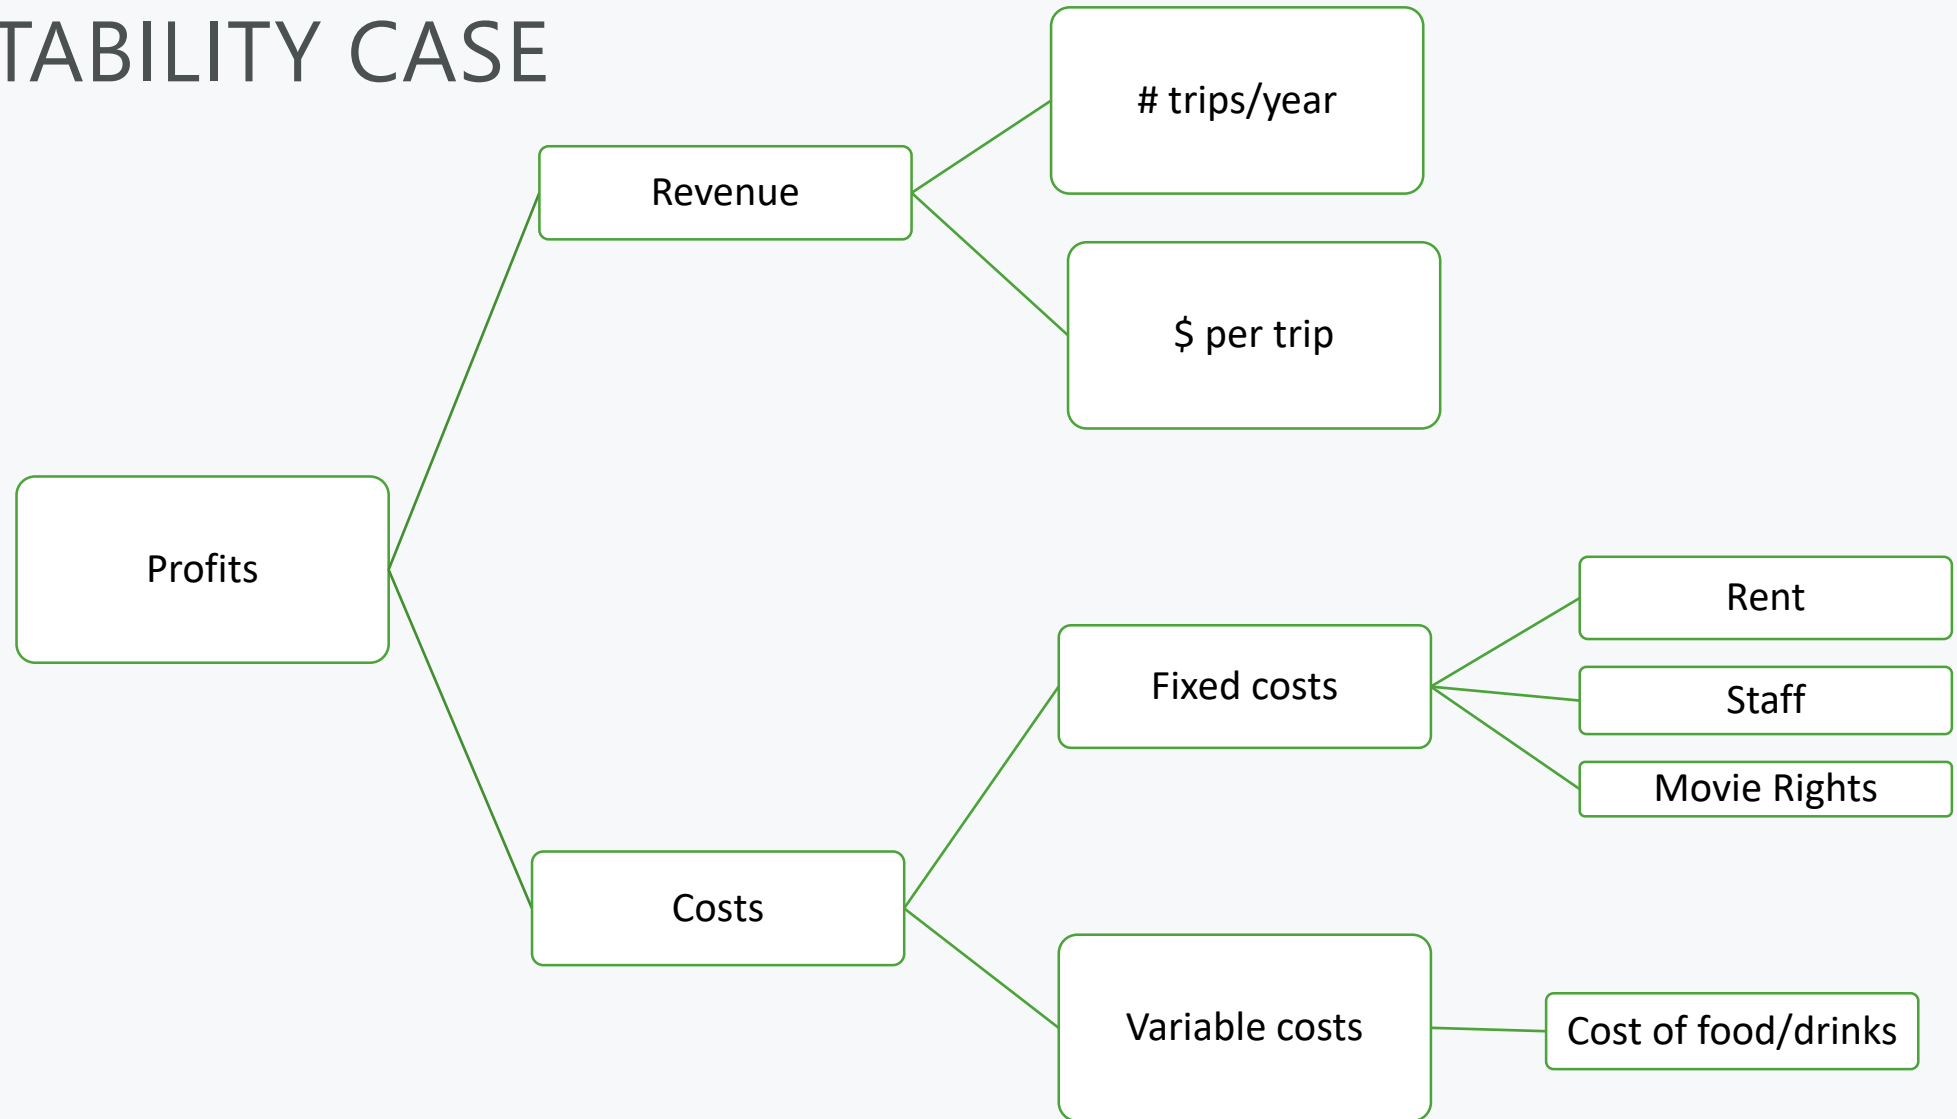 TABILITY CASE
# trips/year
Revenue
$ per trip
Profits
Rent
Fixed costs
Staff
Movie Rights
Costs
Variable costs
Cost of food/drinks